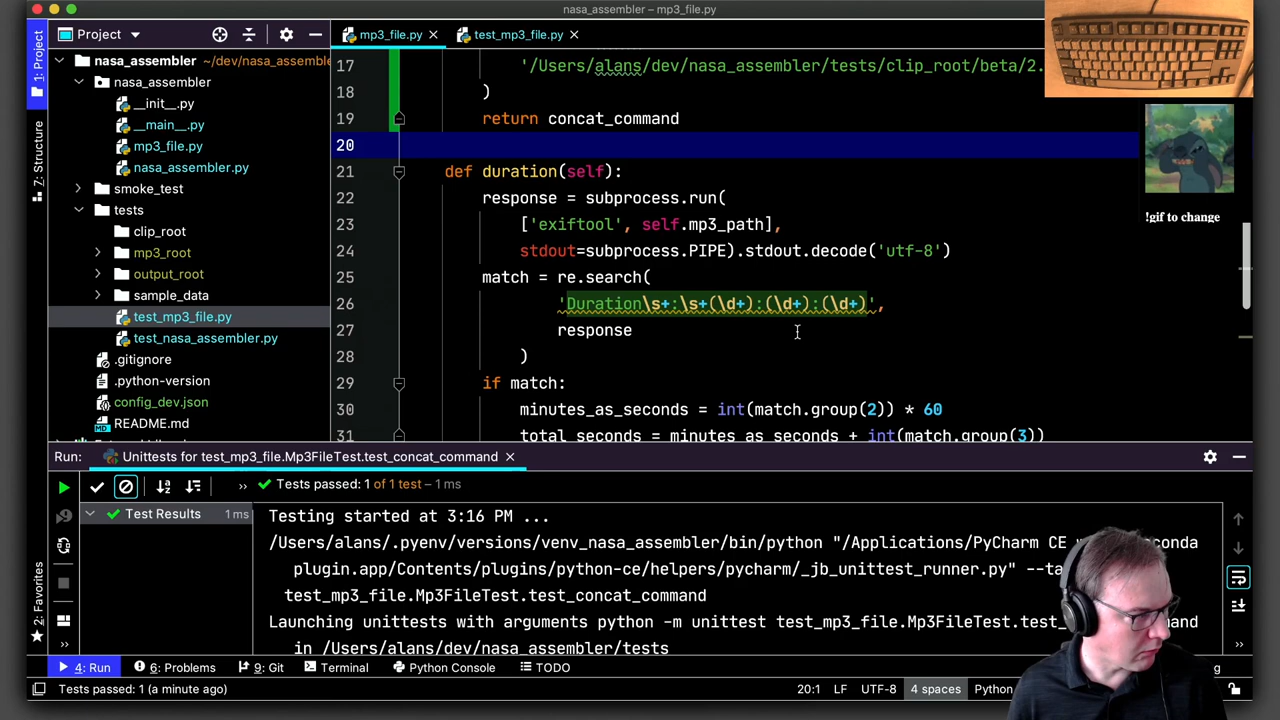 nasa_assembler – mp3_file.py
Project
mp3_file.py
test_mp3_file.py
1: Project
7: Structure
2: Favorites
nasa_assembler ~/dev/nasa_assemble
nasa_assembler
__init__.py
__main__.py
mp3_file.py
nasa_assembler.py
smoke_test
tests
clip_root
mp3_root
output_root
sample_data
test_mp3_file.py
test_nasa_assembler.py
.gitignore
.python-version
config_dev.json
README.md
17 '/Users/alans/dev/nasa_assembler/tests/clip_root/beta/2.
18 )
19 return concat_command
20
21 def duration(self):
22 response = subprocess.run(
23 ['exiftool', self.mp3_path],
24 stdout=subprocess.PIPE).stdout.decode('utf-8')
25 match = re.search(
26 'Duration\s+:\s+(\d+):(\d+):(\d+)',
27 response
28 )
29 if match:
30 minutes_as_seconds = int(match.group(2)) * 60
31 total_seconds = minutes_as_seconds + int(match.group(3))
!gif to change
Run: Unittests for test_mp3_file.Mp3FileTest.test_concat_command
Tests passed: 1 of 1 test – 1 ms
Test Results 1 ms
Testing started at 3:16 PM ...
/Users/alans/.pyenv/versions/venv_nasa_assembler/bin/python "/Applications/PyCharm CE
plugin.app/Contents/plugins/python-ce/helpers/pycharm/_jb_unittest_runner.py" --ta
test_mp3_file.Mp3FileTest.test_concat_command
Launching unittests with arguments python -m unittest test_mp3_file.Mp3FileTest.test_co
in /Users/alans/dev/nasa_assembler/tests
4: Run
6: Problems
9: Git
Terminal
Python Console
TODO
Tests passed: 1 (a minute ago)
20:1 LF UTF-8 4 spaces Python